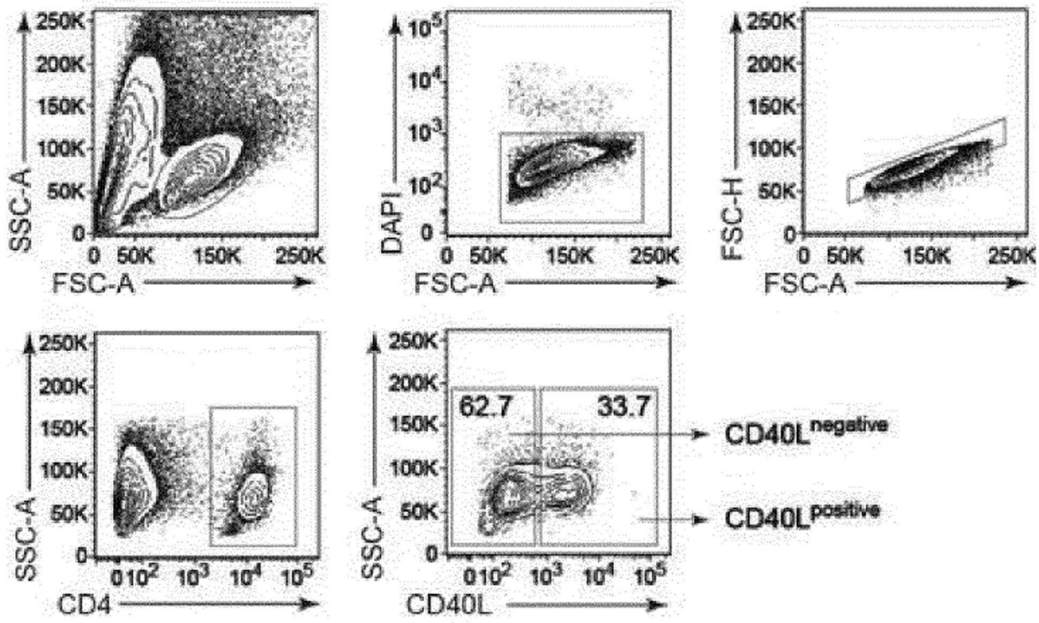 250K
200K
150K
100K
50K
0
SSC-A
0 50K 150K 250K
FSC-A
10^5
10^4
10^3
10^2
0
DAPI
0 50K 150K 250K
FSC-A
250K
200K
150K
100K
50K
0
FSC-H
0 50K 150K 250K
FSC-A
250K
200K
150K
100K
50K
0
SSC-A
0 10^2 10^3 10^4 10^5
CD4
250K
200K
150K
100K
50K
0
SSC-A
62.7 33.7
0 10^2 10^3 10^4 10^5
CD40L
CD40L^negative
CD40L^positive